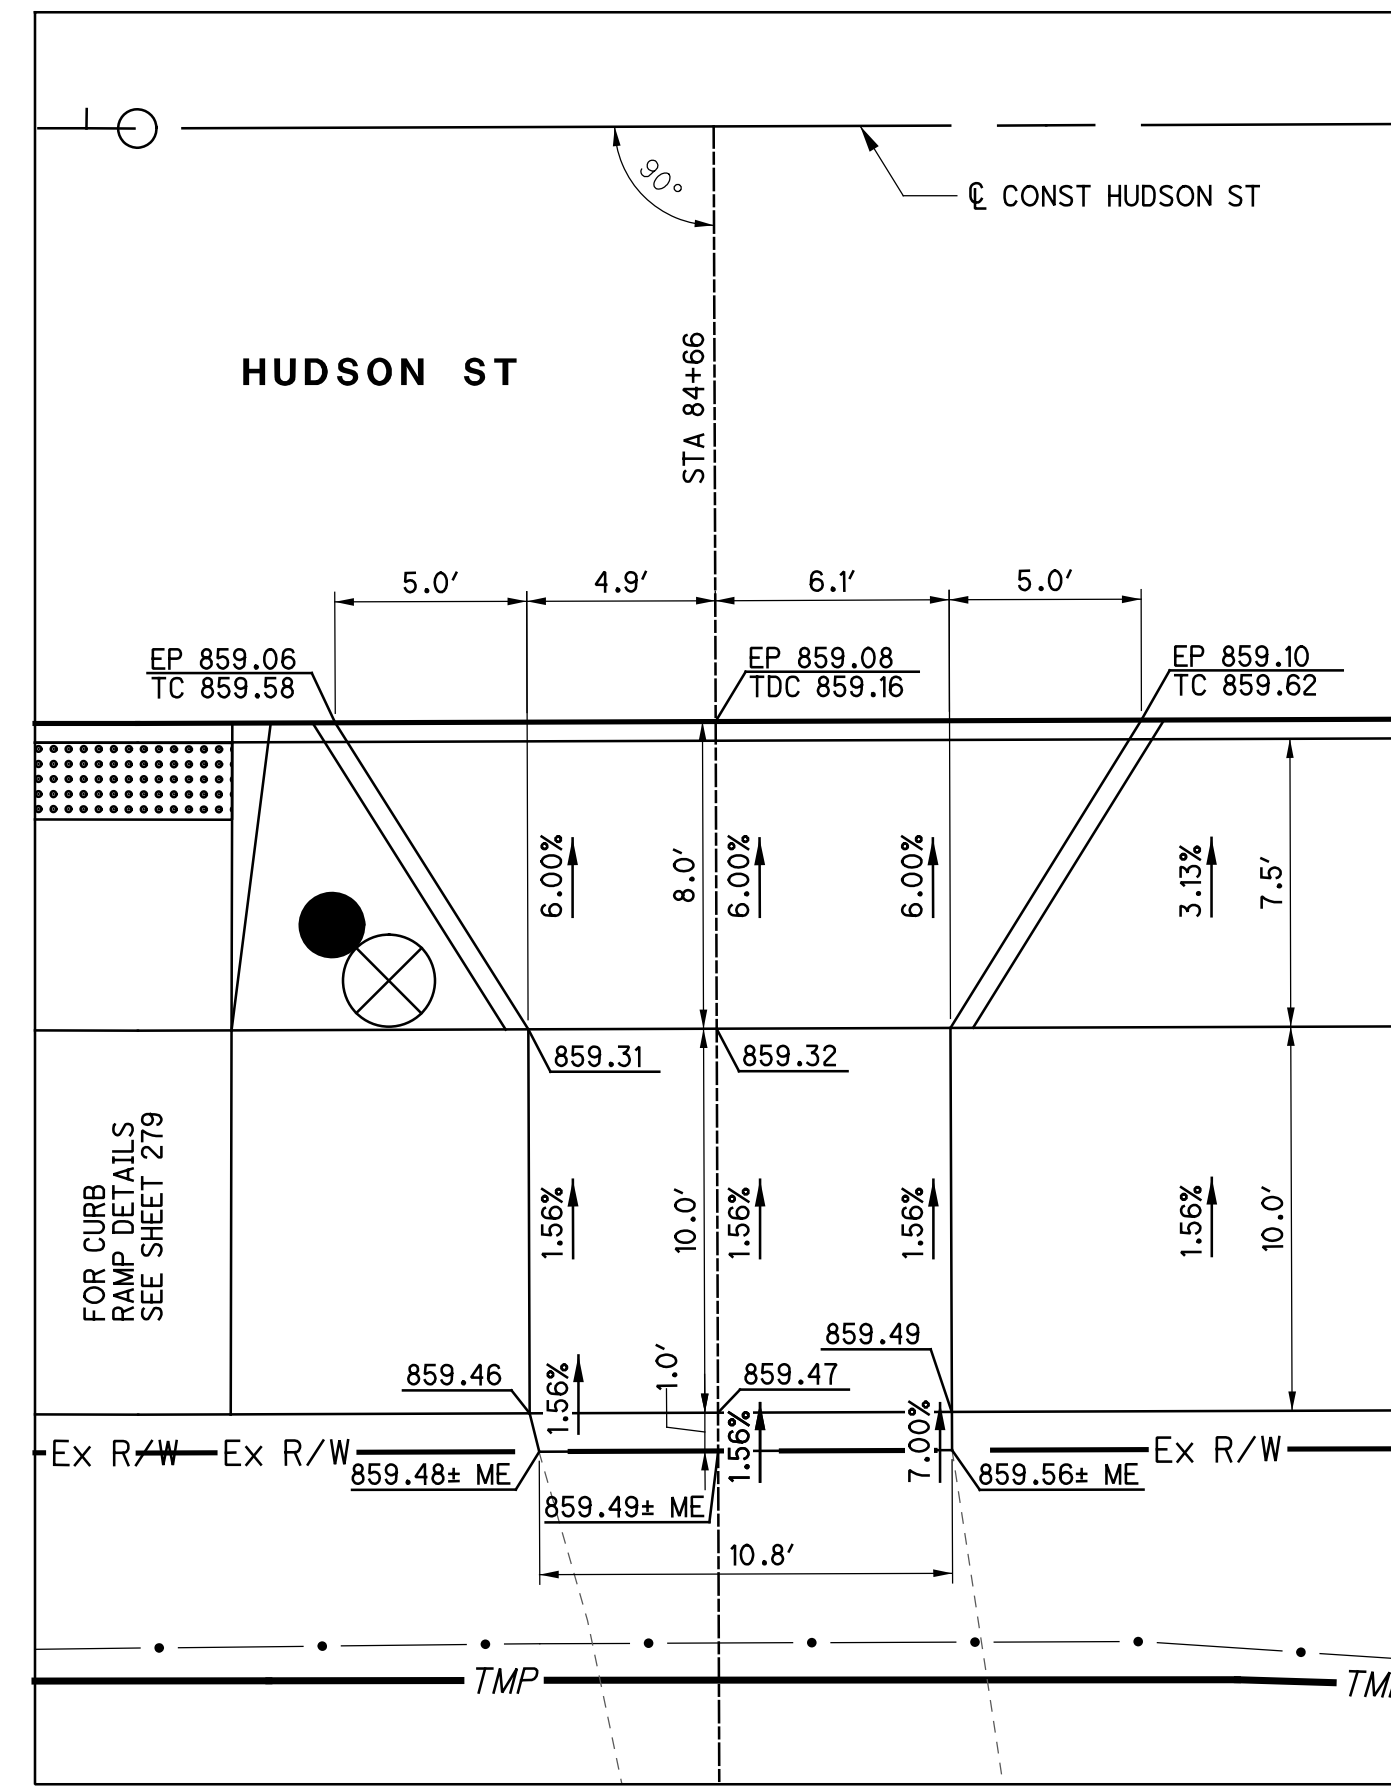 90°
℄ CONST HUDSON ST
HUDSON ST
STA 84+66
5.0'
4.9'
6.1'
5.0'
EP 859.06
TC 859.58
EP 859.08
TDC 859.16
EP 859.10
TC 859.62
6.00%
8.0'
6.00%
6.00%
3.13%
7.5'
859.31
859.32
FOR CURB
RAMP DETAILS
SEE SHEET 279
1.56%
10.0'
1.56%
1.56%
1.56%
10.0'
859.49
859.46
1.56%
1.0'
859.47
1.56%
7.00%
Ex R/W
Ex R/W
Ex R/W
859.48± ME
859.49± ME
859.56± ME
10.8'
TMP